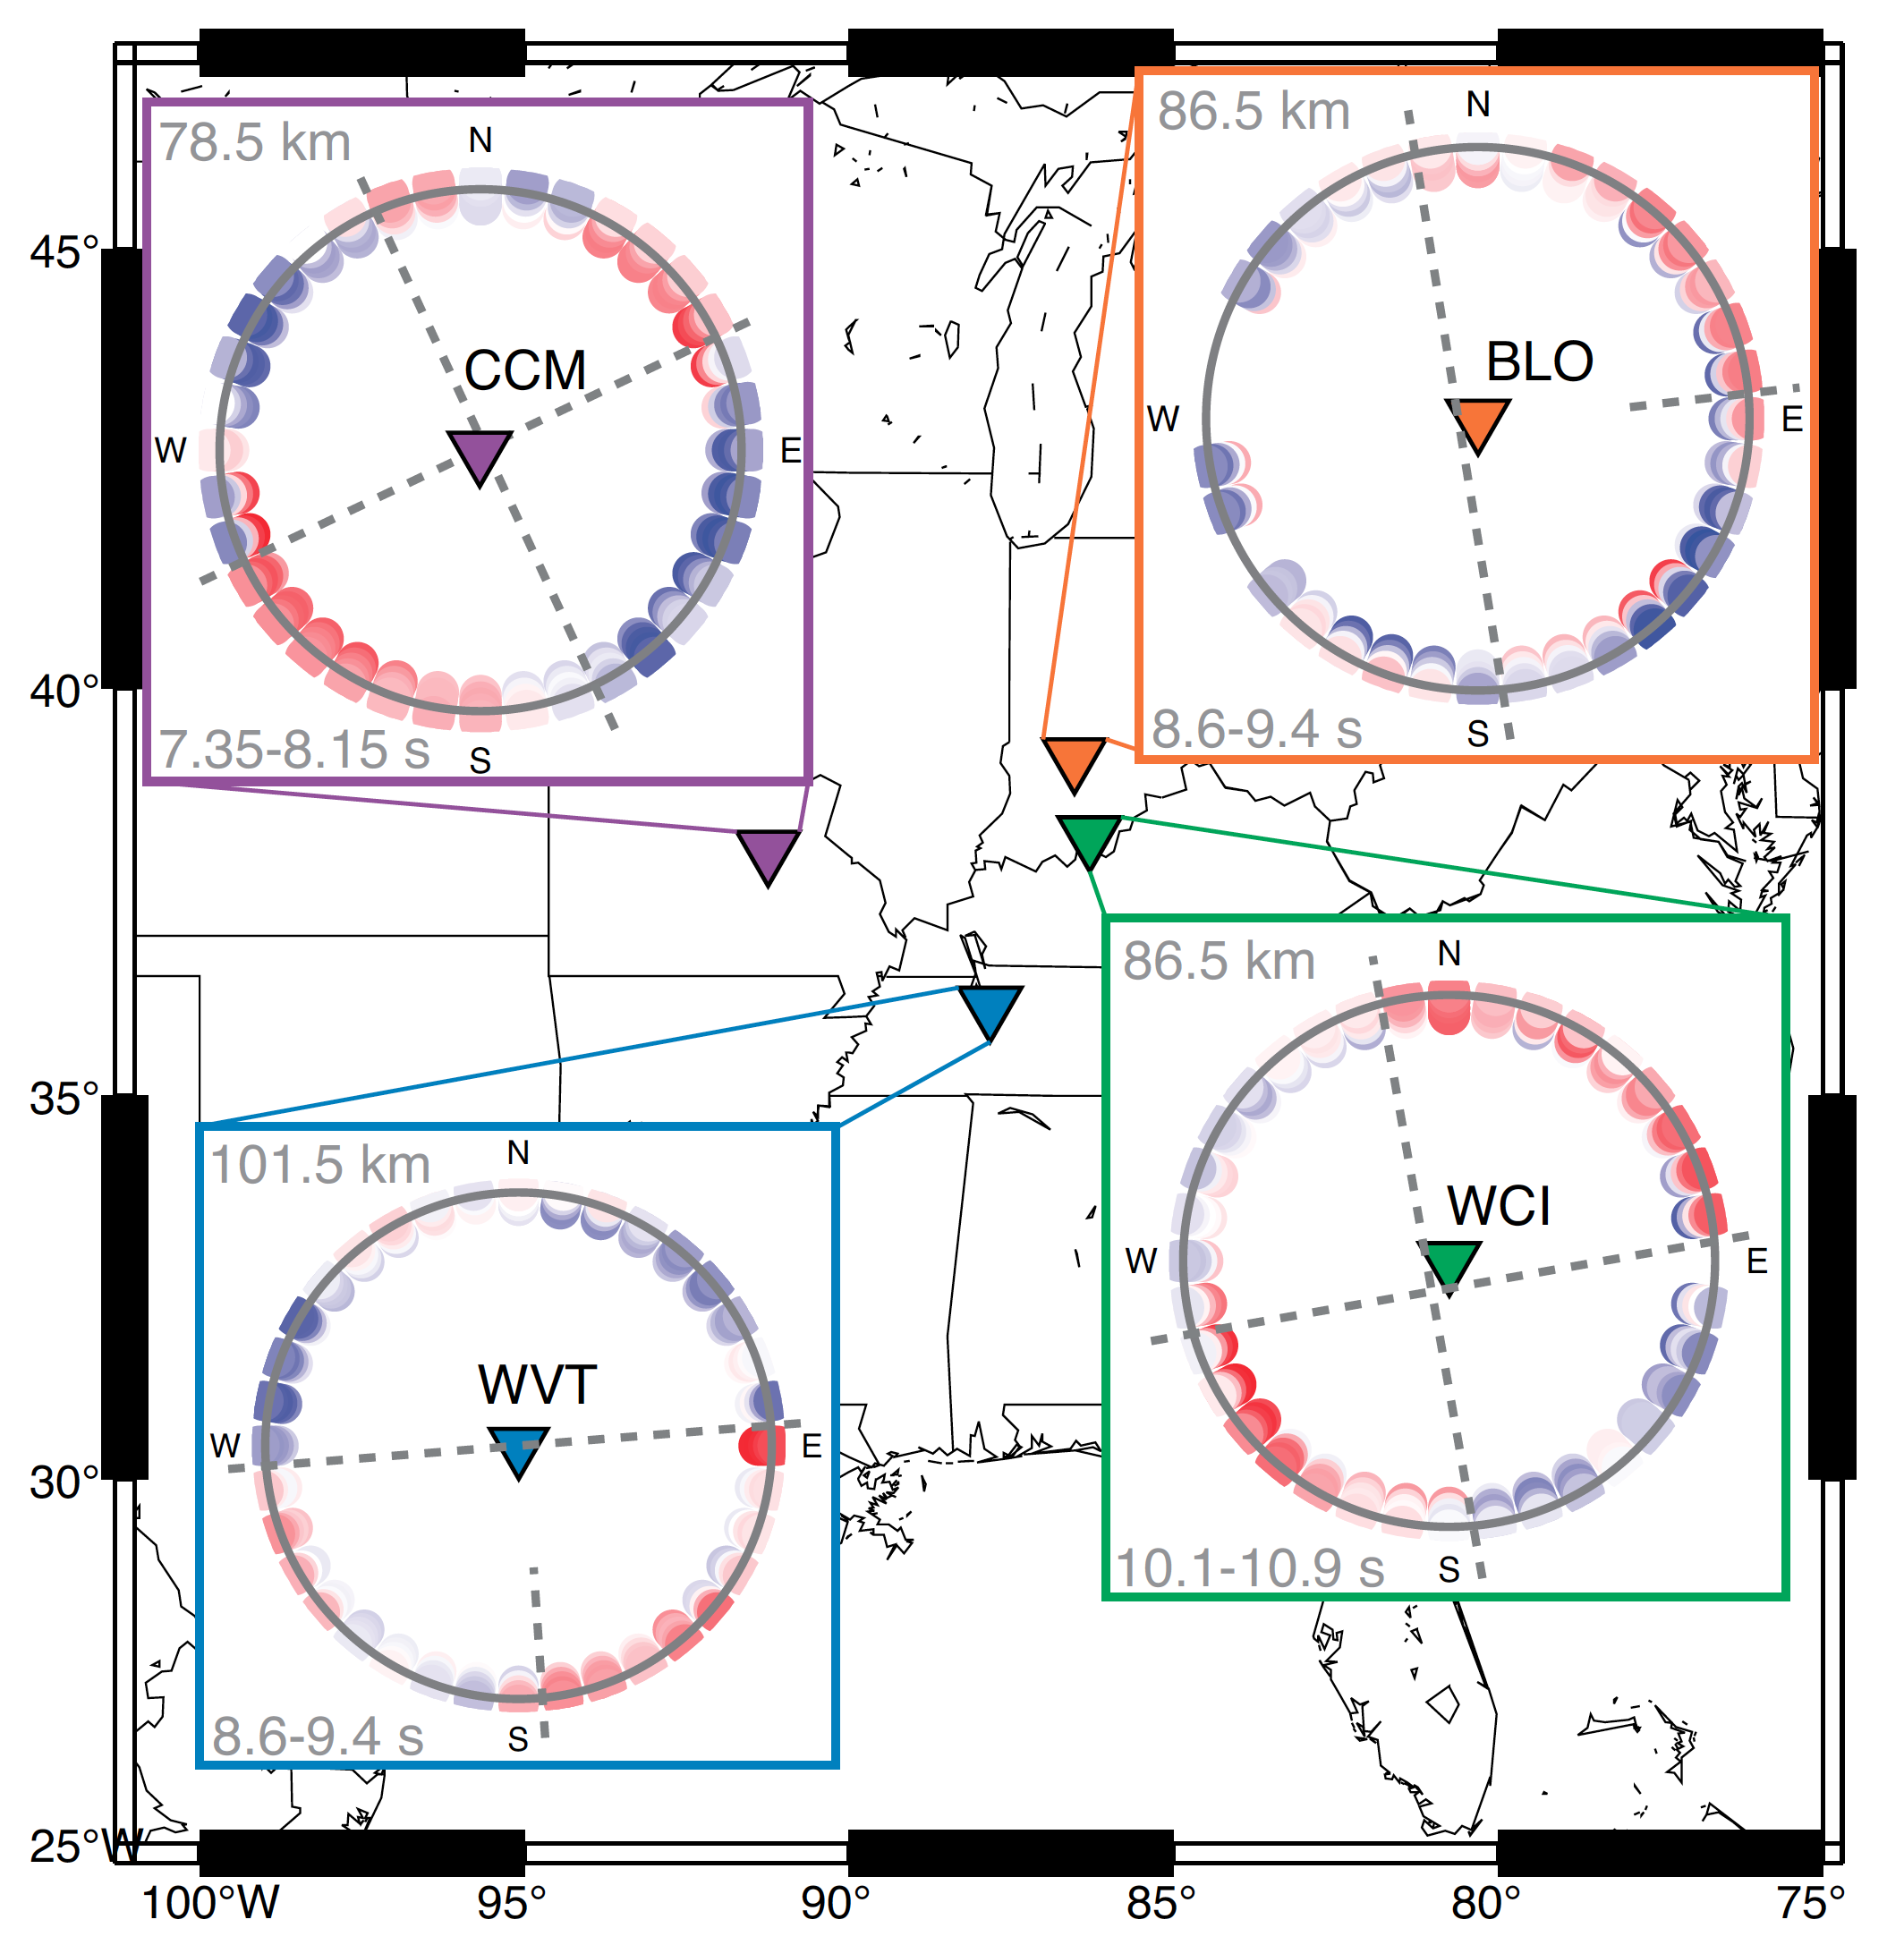 78.5 km
N
CCM
W
E
7.35-8.15 s
S
86.5 km
N
BLO
W
E
8.6-9.4 s
S
86.5 km
N
WCI
W
E
10.1-10.9 s
S
101.5 km
N
WVT
W
E
8.6-9.4 s
S
45°
40°
35°
30°
25°W
100°W
95°
90°
85°
80°
75°